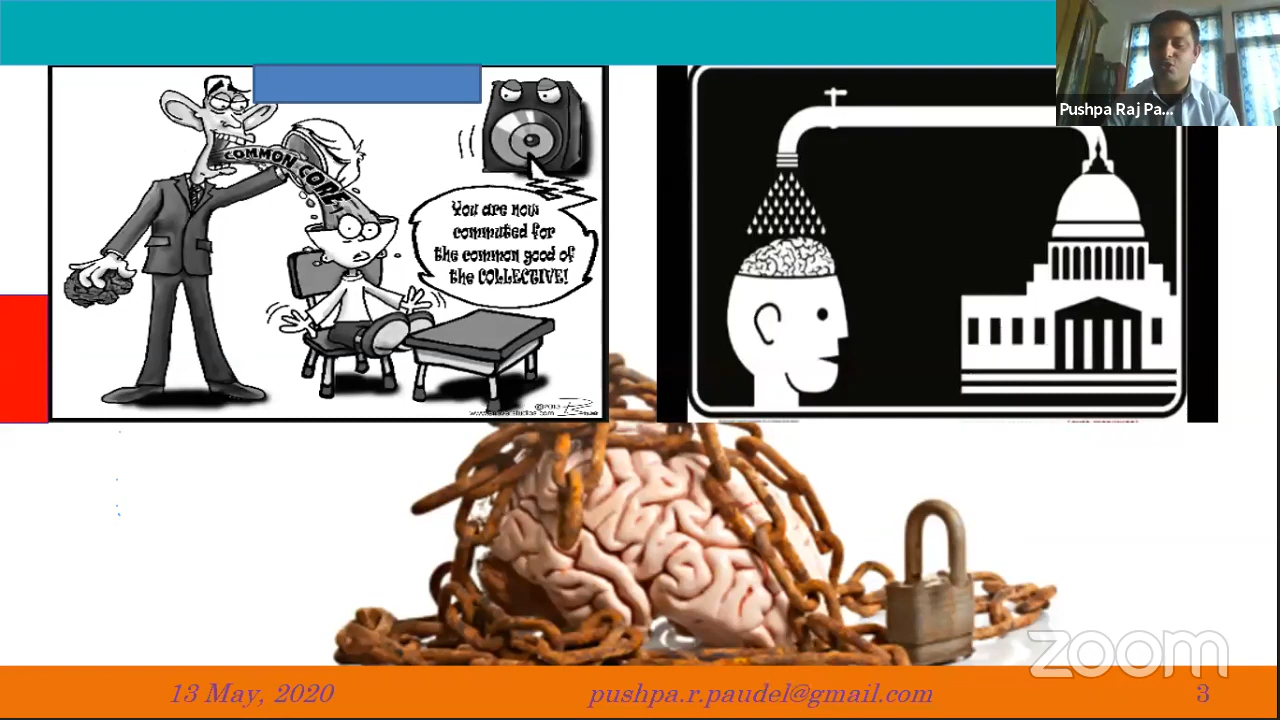 Pushpa Raj Pa...
COMMON CORE
You are now
commuted for
the common good of
the COLLECTIVE!
zoom
13 May, 2020
pushpa.r.paudel@gmail.com
3